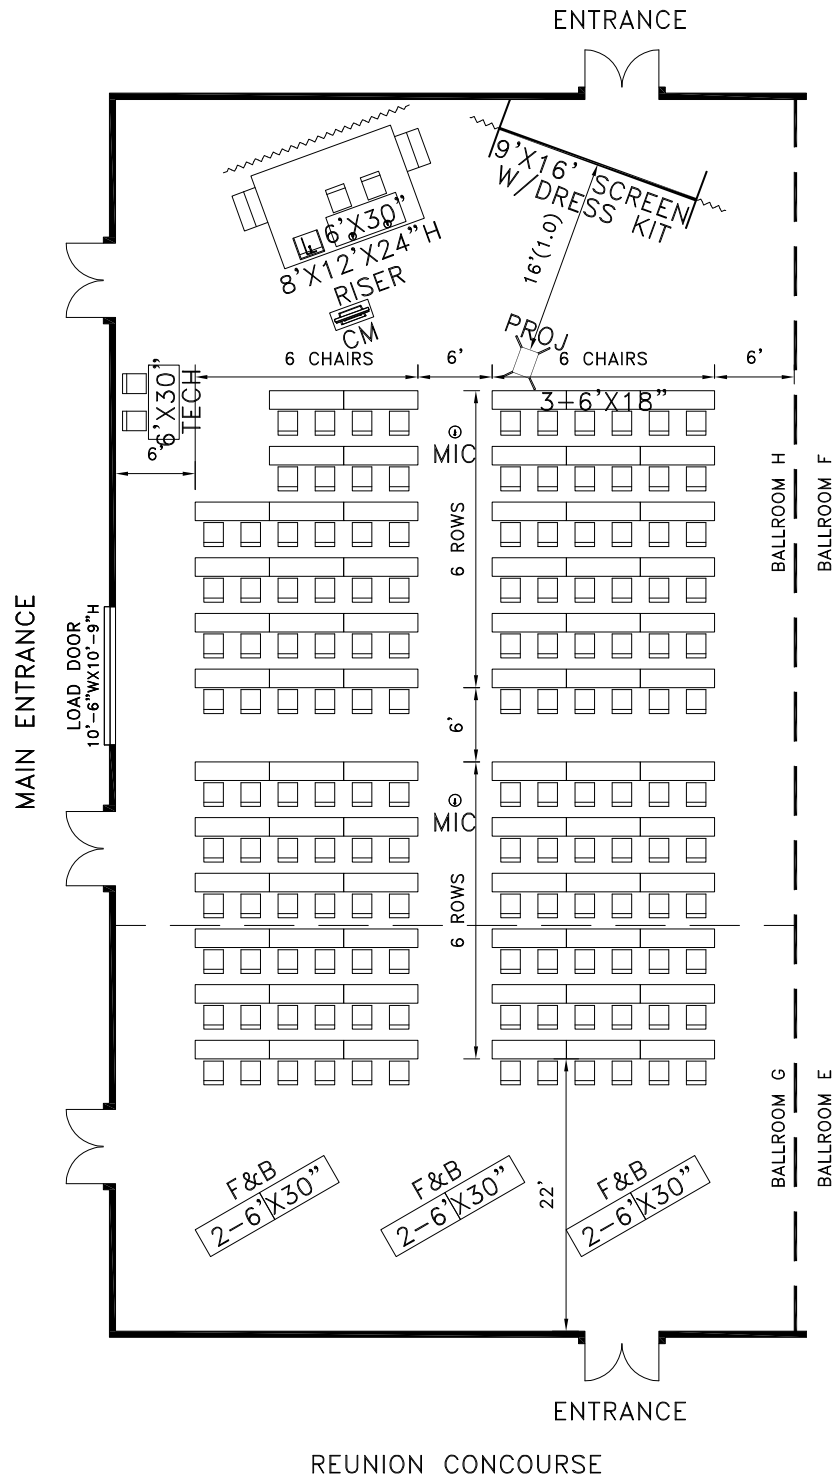 ENTRANCE
9'X16' SCREEN
W/DRESS KIT
16'(1.0)
6'X30"
8'X12'X24"H
RISER
CM
PROJ
6 CHAIRS
6'
6 CHAIRS
6'
3-6'X18"
6'X30"
TECH
6'
MIC
6 ROWS
BALLROOM H
BALLROOM F
MAIN ENTRANCE
LOAD DOOR
10'-6"WX10'-9"H
6'
MIC
6 ROWS
BALLROOM G
BALLROOM E
22'
F&B
2-6'X30"
F&B
2-6'X30"
F&B
2-6'X30"
ENTRANCE
REUNION CONCOURSE